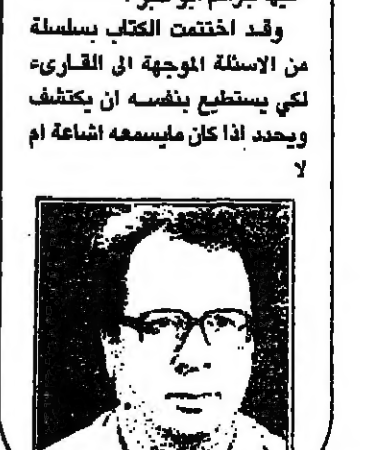 وقد اختتمت الكتاب بسلسلة
من الاسئلة الموجهة الى القارىء
لكي يستطيع بنفسه ان يكتشف
ويحدد اذا كان مايسمعه اشاعة ام
لا